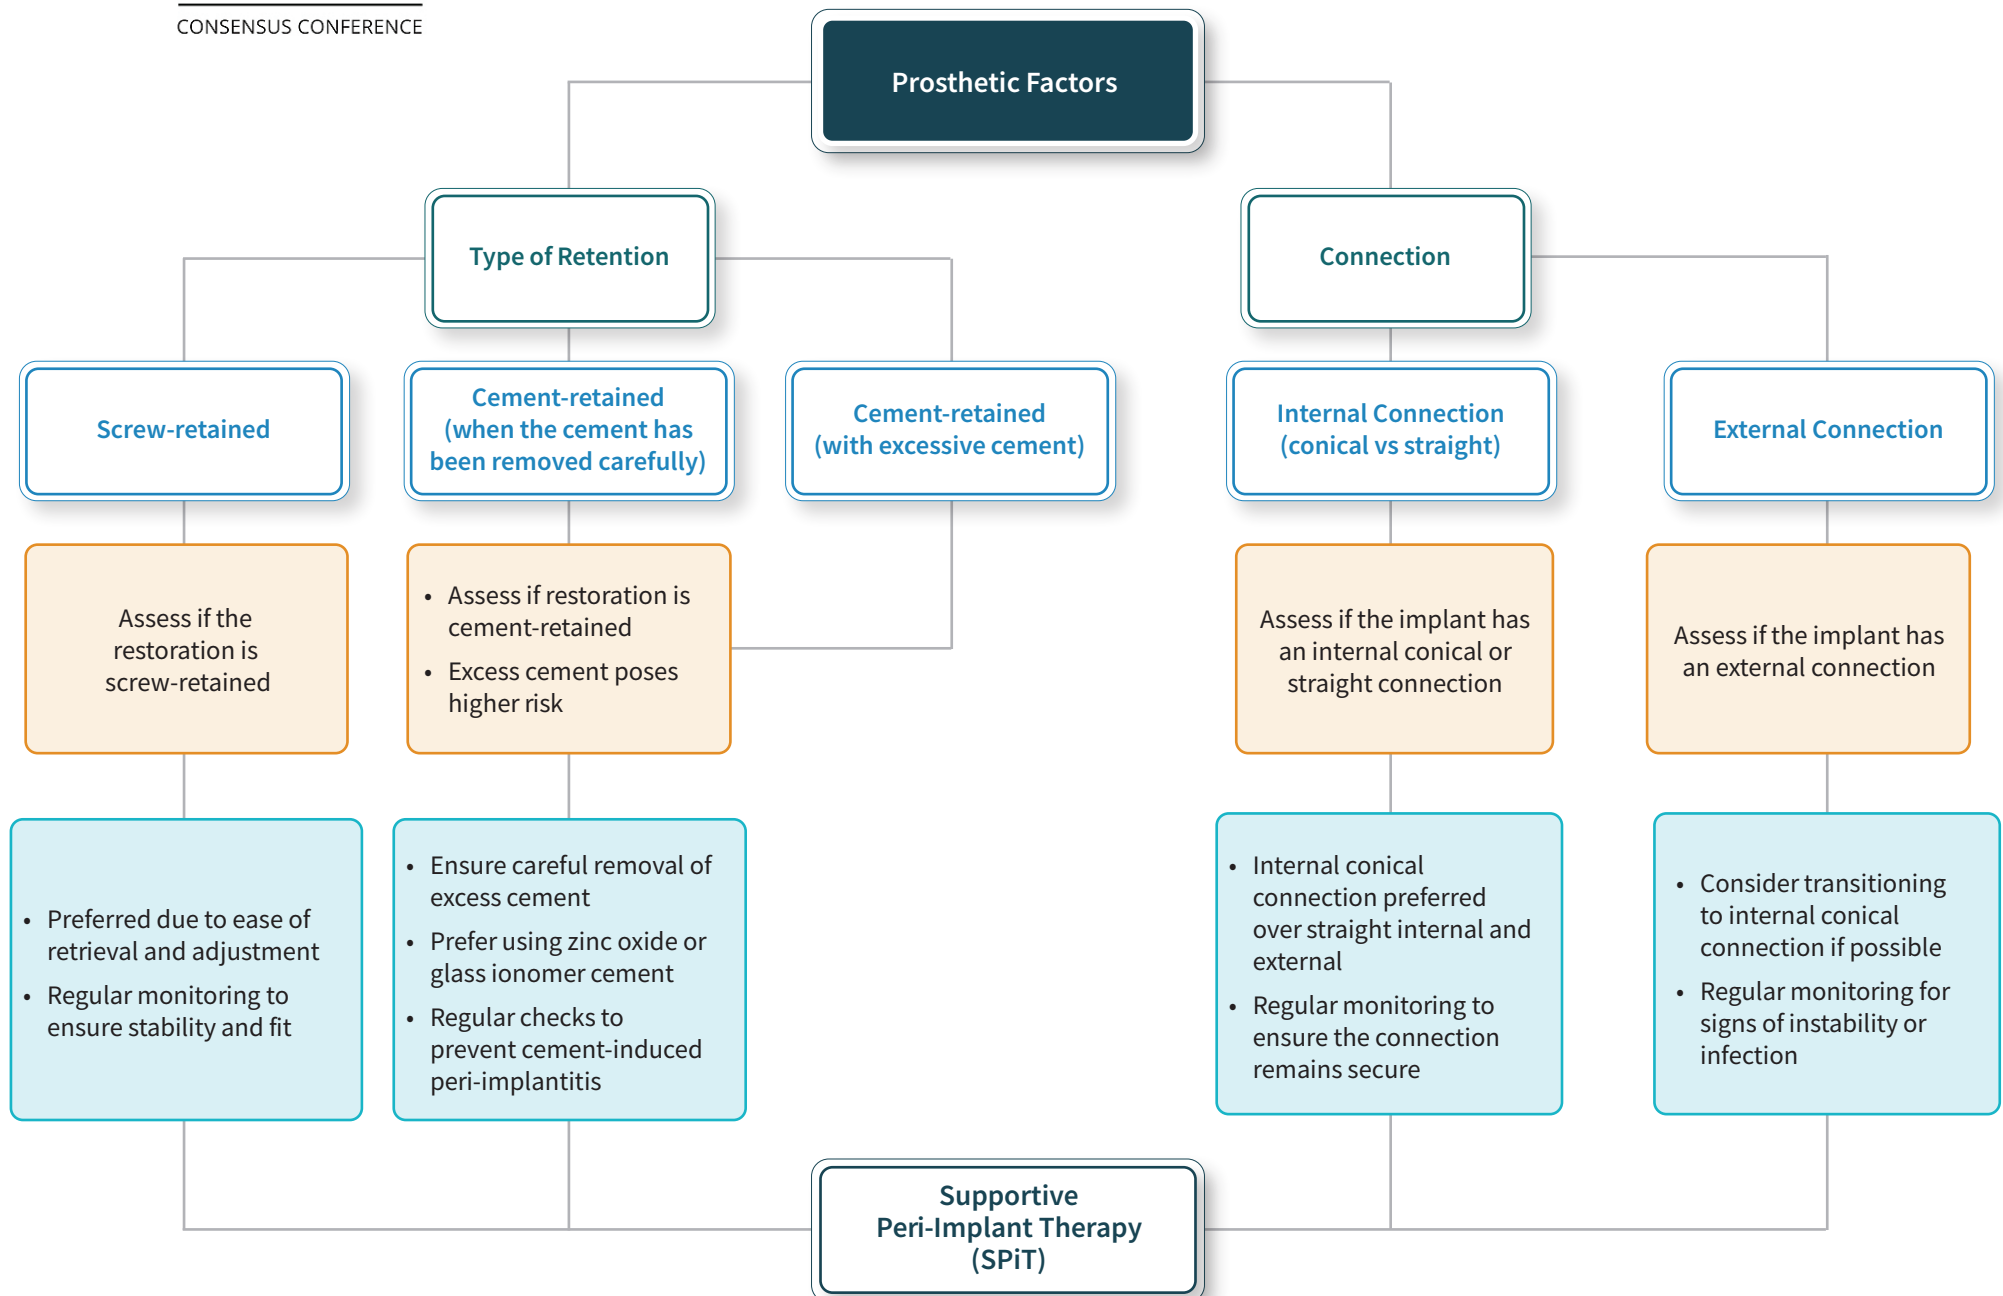 CONSENSUS CONFERENCE
Prosthetic Factors
Type of Retention
Connection
Screw-retained
Cement-retained
(when the cement has
been removed carefully)
Cement-retained
(with excessive cement)
Internal Connection
(conical vs straight)
External Connection
Assess if the
restoration is
screw-retained
• Assess if restoration is
cement-retained
• Excess cement poses
higher risk
Assess if the implant has
an internal conical or
straight connection
Assess if the implant has
an external connection
• Preferred due to ease of
retrieval and adjustment
• Regular monitoring to
ensure stability and fit
• Ensure careful removal of
excess cement
• Prefer using zinc oxide or
glass ionomer cement
• Regular checks to
prevent cement-induced
peri-implantitis
• Internal conical
connection preferred
over straight internal and
external
• Regular monitoring to
ensure the connection
remains secure
• Consider transitioning
to internal conical
connection if possible
• Regular monitoring for
signs of instability or
infection
Supportive
Peri-Implant Therapy
(SPiT)